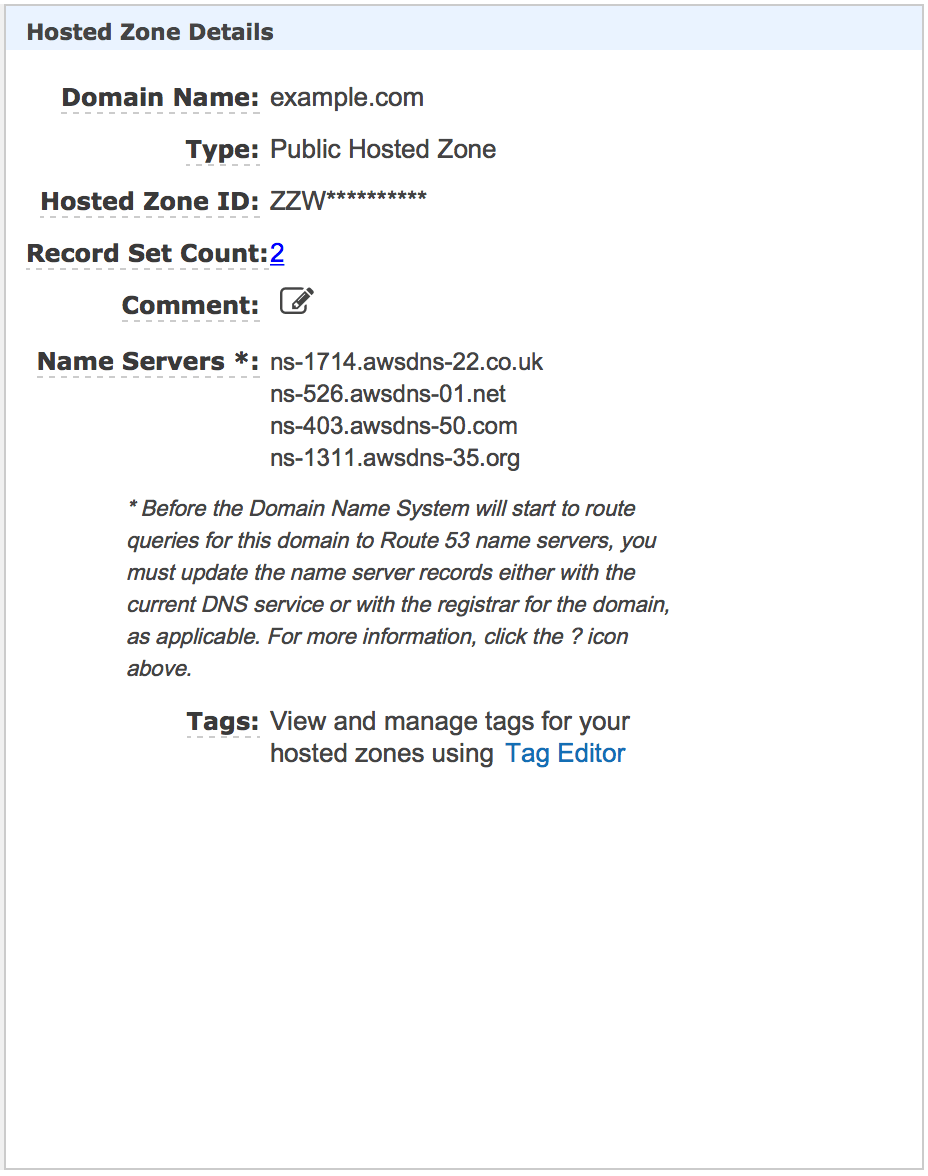 Hosted Zone Details
Domain Name: example.com
Type: Public Hosted Zone
Hosted Zone ID: ZZW**********
Record Set Count: 2
Comment:
Name Servers *: ns-1714.awsdns-22.co.uk
ns-526.awsdns-01.net
ns-403.awsdns-50.com
ns-1311.awsdns-35.org
* Before the Domain Name System will start to route
queries for this domain to Route 53 name servers, you
must update the name server records either with the
current DNS service or with the registrar for the domain,
as applicable. For more information, click the ? icon
above.
Tags: View and manage tags for your
hosted zones using Tag Editor